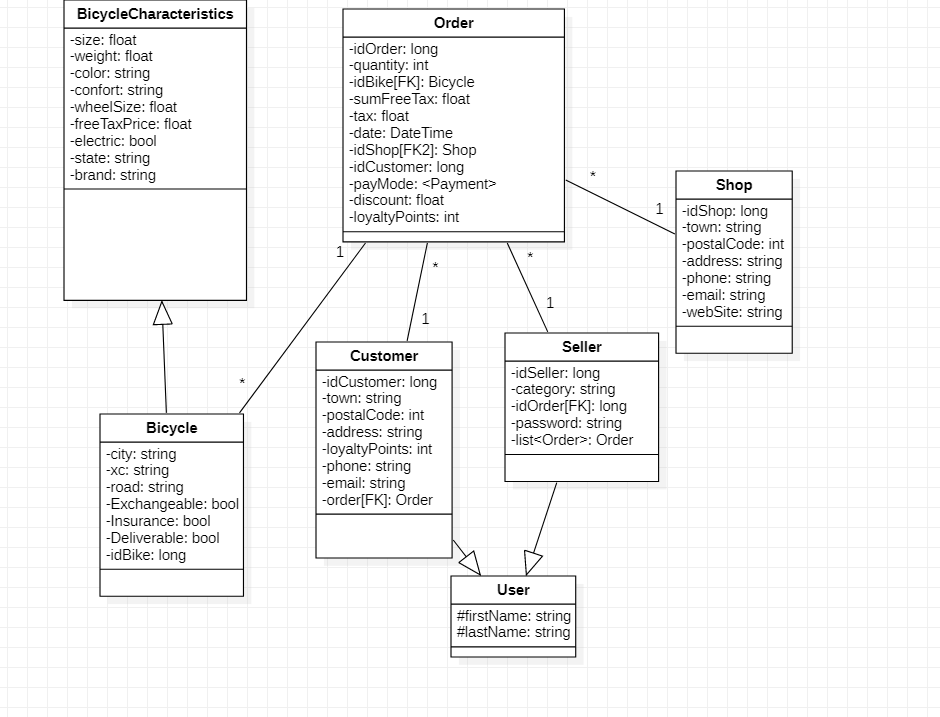 BicycleCharacteristics
-size: float
-weight: float
-color: string
-confort: string
-wheelSize: float
-freeTaxPrice: float
-electric: bool
-state: string
-brand: string
Order
-idOrder: long
-quantity: int
-idBike[FK]: Bicycle
-sumFreeTax: float
-tax: float
-date: DateTime
-idShop[FK2]: Shop
-idCustomer: long
-payMode: <Payment>
-discount: float
-loyaltyPoints: int
*
1
Shop
-idShop: long
-town: string
-postalCode: int
-address: string
-phone: string
-email: string
-webSite: string
1
*
*
1
*
1
Bicycle
-city: string
-xc: string
-road: string
-Exchangeable: bool
-Insurance: bool
-Deliverable: bool
-idBike: long
Customer
-idCustomer: long
-town: string
-postalCode: int
-address: string
-loyaltyPoints: int
-phone: string
-email: string
-order[FK]: Order
Seller
-idSeller: long
-category: string
-idOrder[FK]: long
-password: string
-list<Order>: Order
User
#firstName: string
#lastName: string